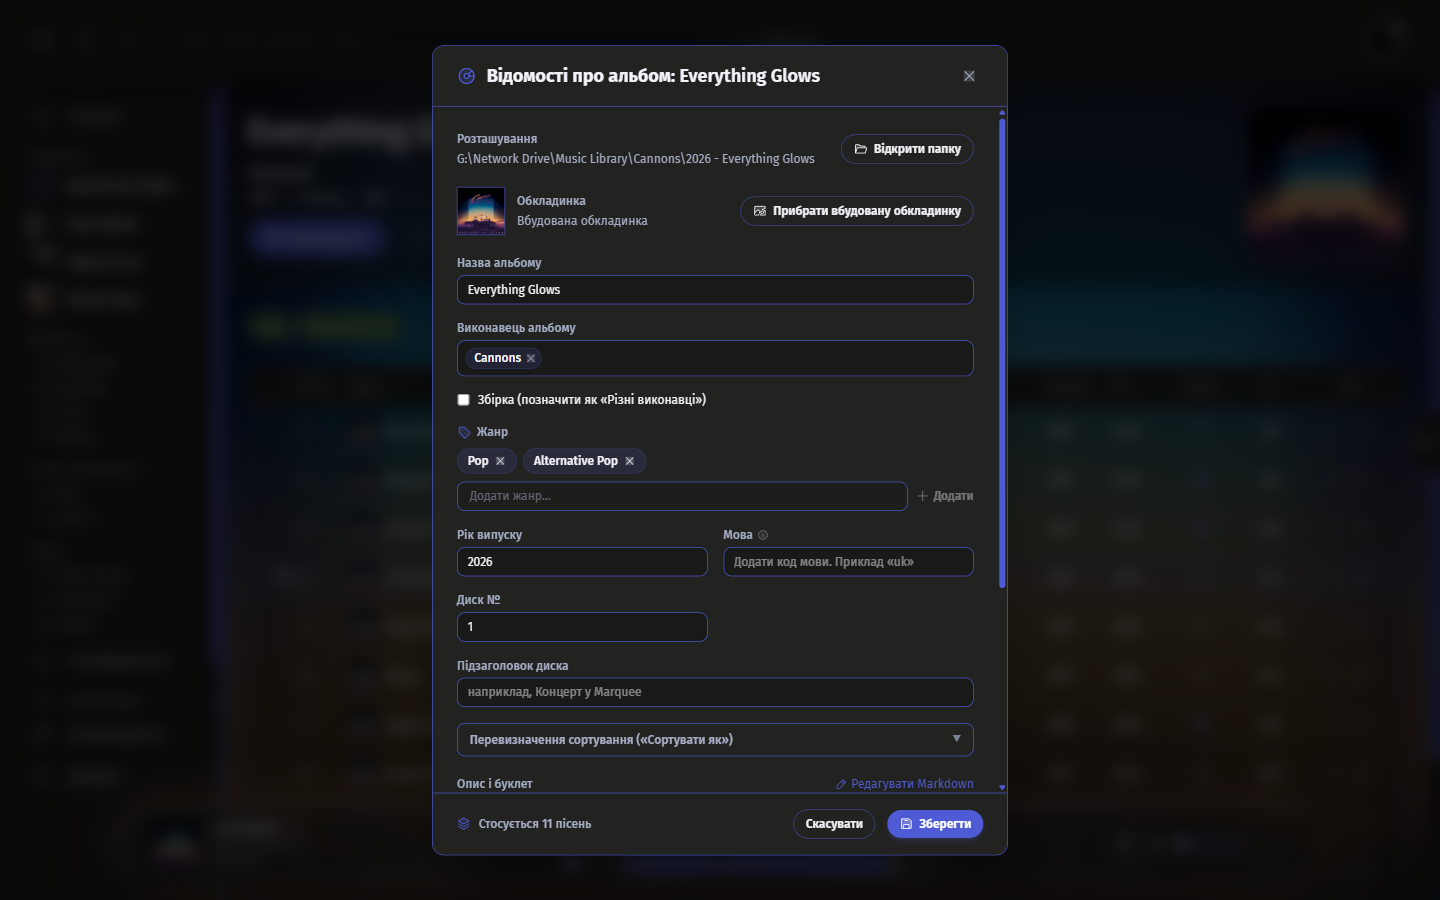 Відомості про альбом: Everything Glows
Розташування
G:\Network Drive\Music Library\Cannons\2026 - Everything Glows
Відкрити папку
Обкладинка
Вбудована обкладинка
Прибрати вбудовану обкладинку
Назва альбому
Everything Glows
Виконавець альбому
Cannons
Збірка (позначити як «Різні виконавці»)
Жанр
Pop
Alternative Pop
Додати жанр...
Додати
Рік випуску
Мова
2026
Додати код мови. Приклад «uk»
Диск №
1
Підзаголовок диска
наприклад, Концерт у Marquee
Перевизначення сортування («Сортувати як»)
Опис і буклет
Редагувати Markdown
Стосується 11 пісень
Скасувати
Зберегти